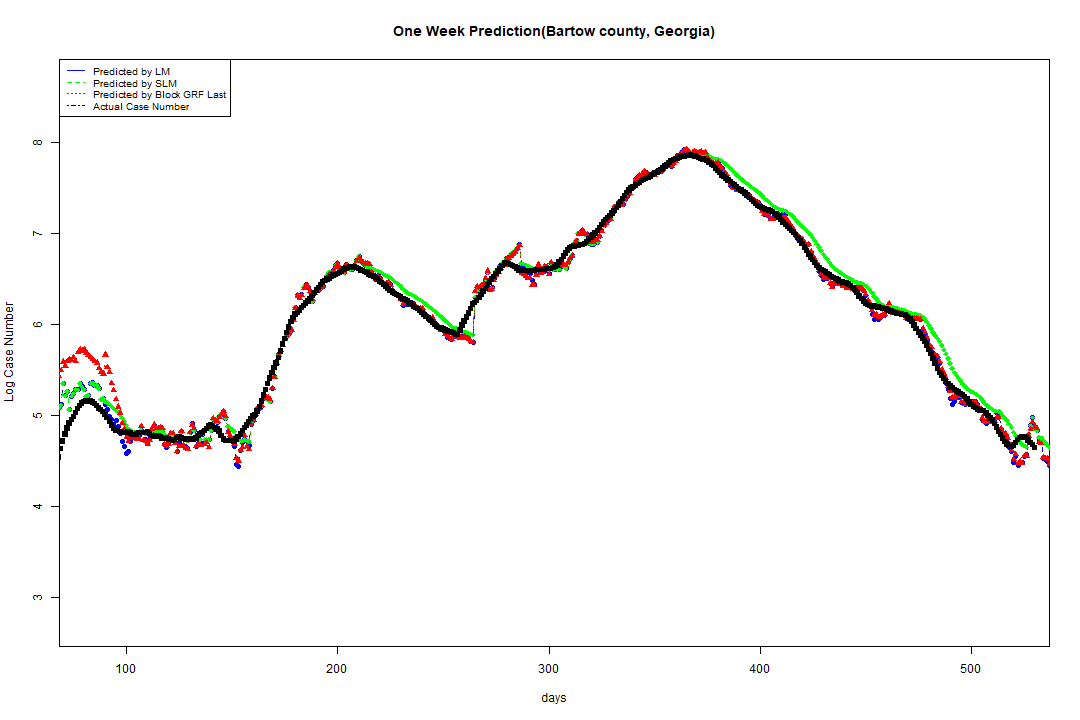 One Week Prediction(Bartow county, Georgia)
Predicted by LM
Predicted by SLM
Predicted by Block GRF Last
Actual Case Number
8
7
6
5
4
3
Log Case Number
100 200 300 400 500
days